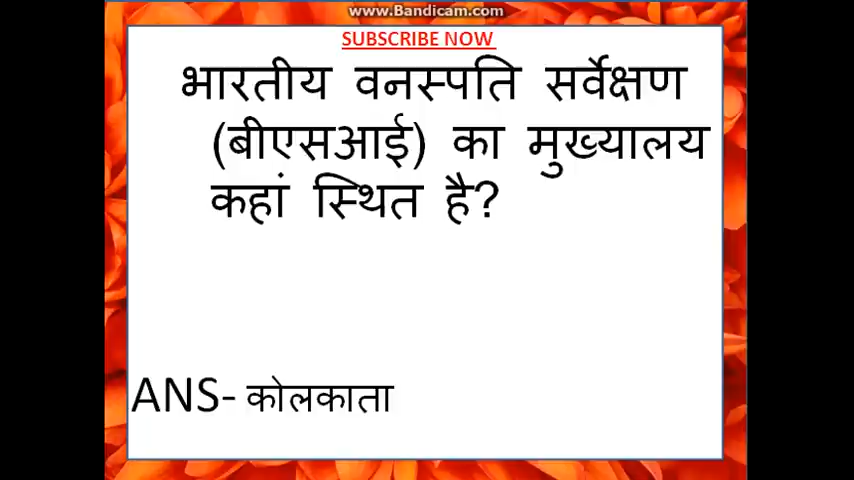 www.Bandicam.com
SUBSCRIBE NOW
भारतीय वनस्पति सर्वेक्षण
(बीएसआई) का मुख्यालय
कहां स्थित है?
ANS- कोलकाता